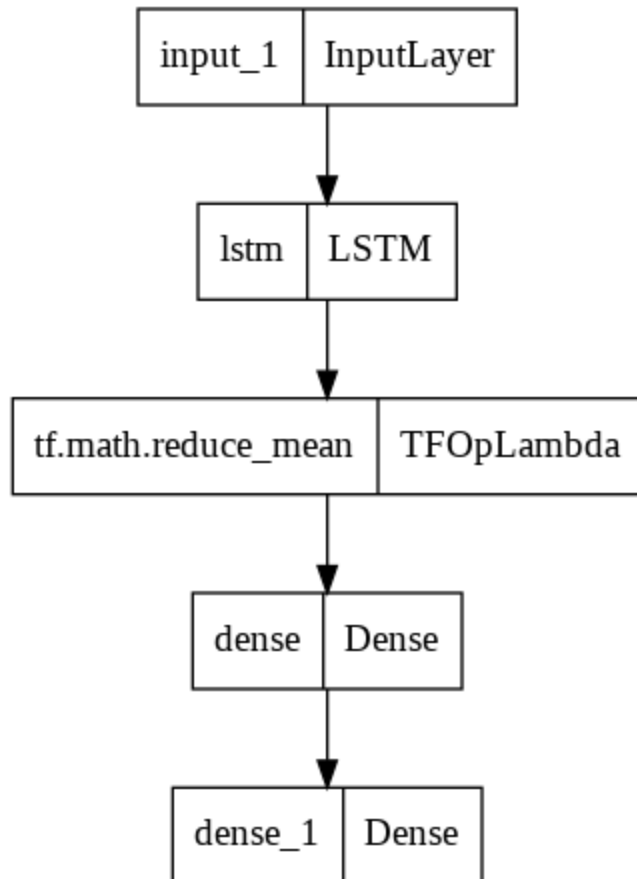 input_1 InputLayer
lstm LSTM
tf.math.reduce_mean TFOpLambda
dense Dense
dense_1 Dense